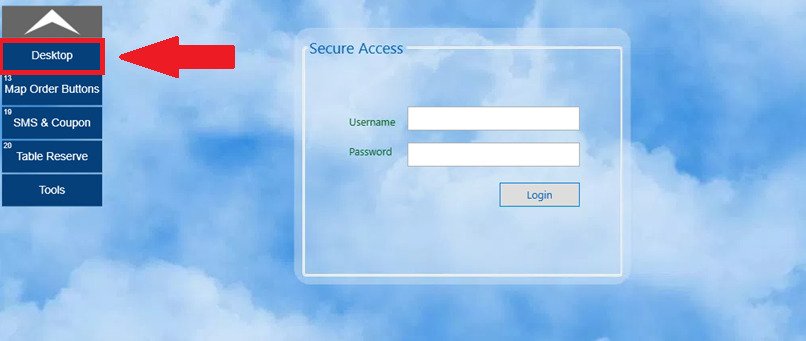 Desktop
13
Map Order Buttons
19
SMS & Coupon
20
Table Reserve
Tools
Secure Access
Username
Password
Login